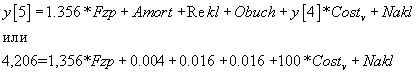 y[5] = 1.356*Fzp + Amort + Rekl + Obuch + y[4]*Cost_v + Nakl
или
4,206=1,356*Fzp + 0.004 + 0.016 + 0.016 +100*Cost_v + Nakl